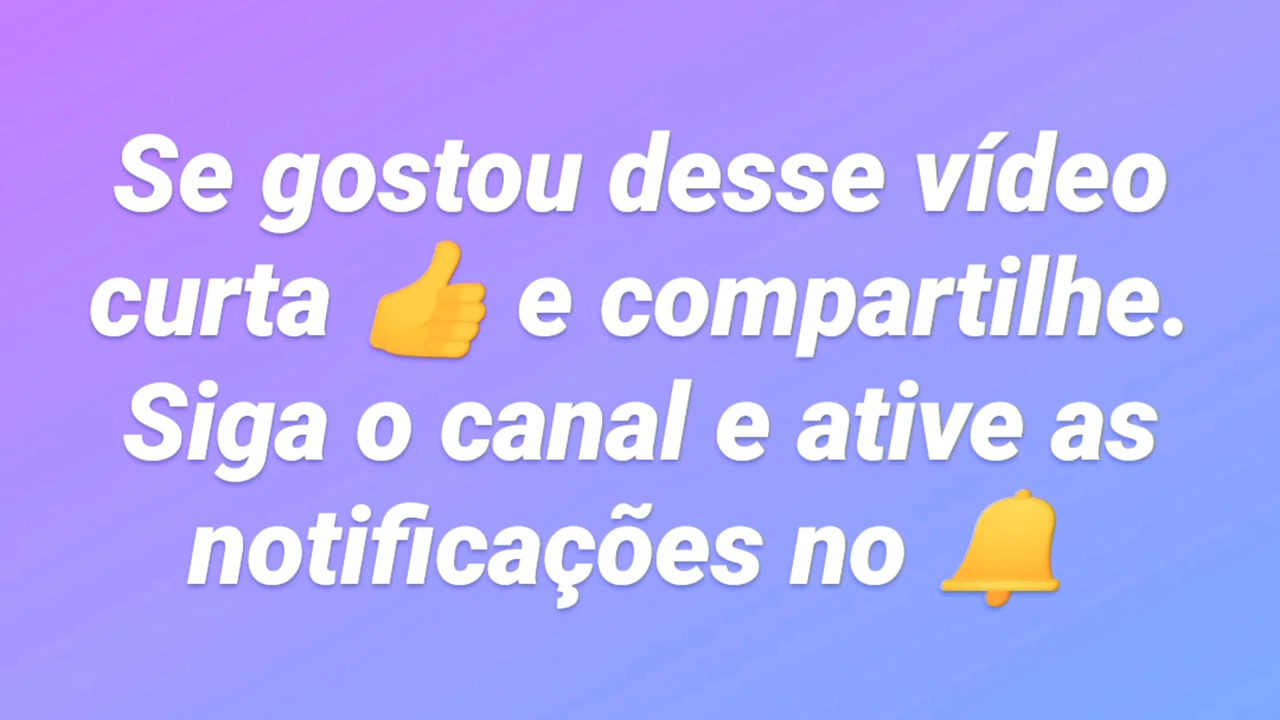 Se gostou desse vídeo
curta 👍 e compartilhe.
Siga o canal e ative as
notificações no 🔔